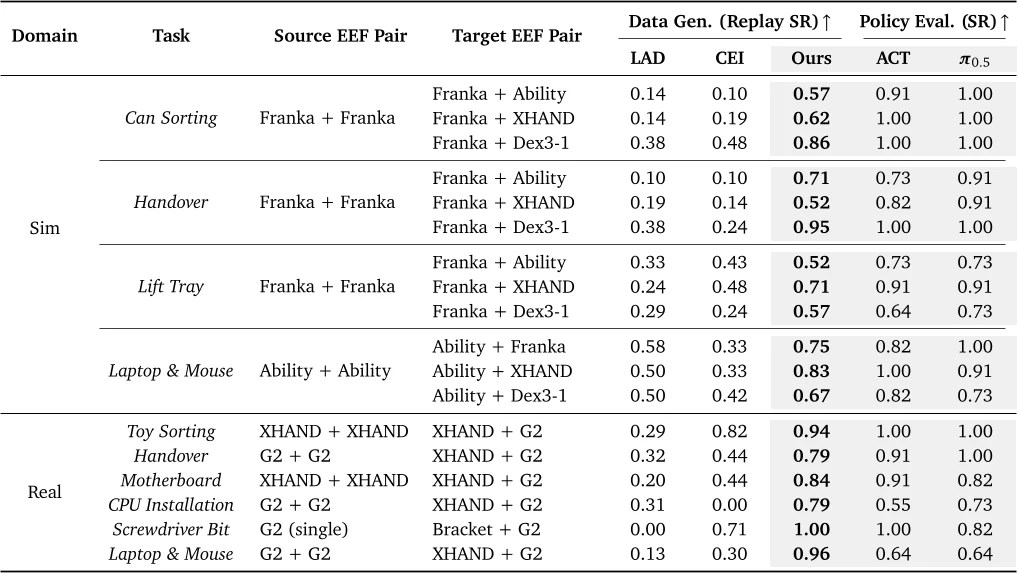 Domain Task Source EEF Pair Target EEF Pair Data Gen. (Replay SR)↑ Policy Eval. (SR)↑
LAD CEI Ours ACT π0.5
Sim
Can Sorting Franka + Franka
Franka + Ability 0.14 0.10 0.57 0.91 1.00
Franka + XHAND 0.14 0.19 0.62 1.00 1.00
Franka + Dex3-1 0.38 0.48 0.86 1.00 1.00
Handover Franka + Franka
Franka + Ability 0.10 0.10 0.71 0.73 0.91
Franka + XHAND 0.19 0.14 0.52 0.82 0.91
Franka + Dex3-1 0.38 0.24 0.95 1.00 1.00
Lift Tray Franka + Franka
Franka + Ability 0.33 0.43 0.52 0.73 0.73
Franka + XHAND 0.24 0.48 0.71 0.91 0.91
Franka + Dex3-1 0.29 0.24 0.57 0.64 0.73
Laptop & Mouse Ability + Ability
Ability + Franka 0.58 0.33 0.75 0.82 1.00
Ability + XHAND 0.50 0.33 0.83 1.00 0.91
Ability + Dex3-1 0.50 0.42 0.67 0.82 0.73
Real
Toy Sorting XHAND + XHAND XHAND + G2 0.29 0.82 0.94 1.00 1.00
Handover G2 + G2 XHAND + G2 0.32 0.44 0.79 0.91 1.00
Motherboard XHAND + XHAND XHAND + G2 0.20 0.44 0.84 0.91 0.82
CPU Installation G2 + G2 XHAND + G2 0.31 0.00 0.79 0.55 0.73
Screwdriver Bit G2 (single) Bracket + G2 0.00 0.71 1.00 1.00 0.82
Laptop & Mouse G2 + G2 XHAND + G2 0.13 0.30 0.96 0.64 0.64